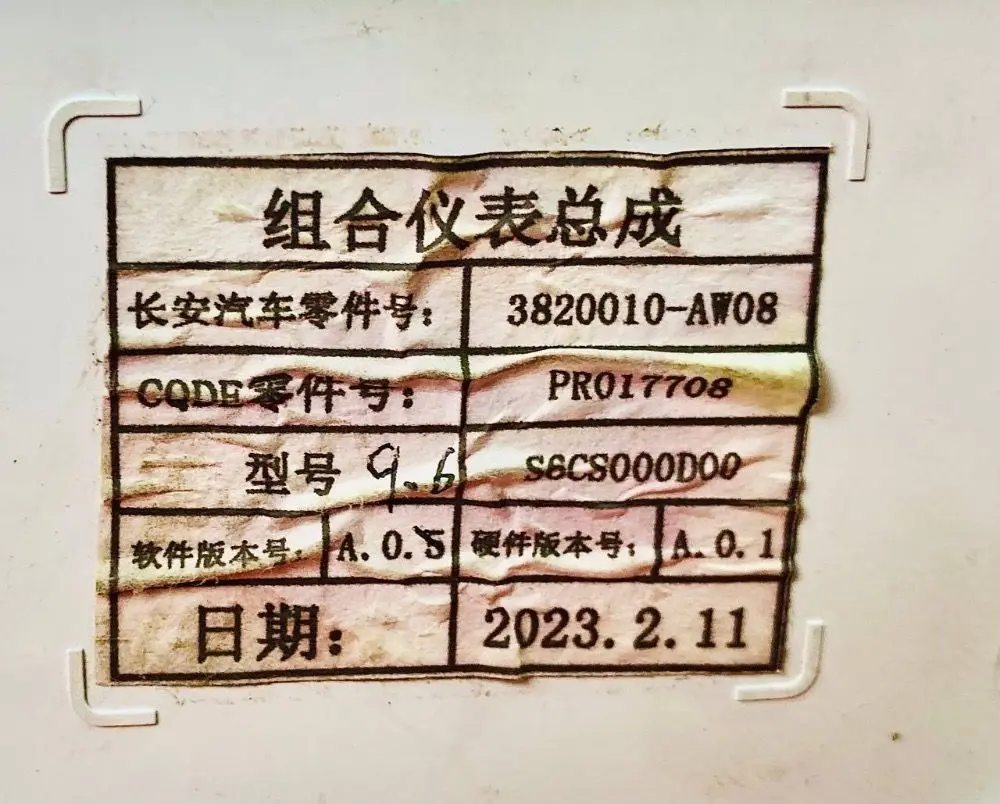 组合仪表总成
长安汽车零件号： 3820010-AW08
CODE零件号： PR017708
型号 9.6 S6CS000D00
软件版本号： A.0.5 硬件版本号： A.0.1
日期： 2023.2.11